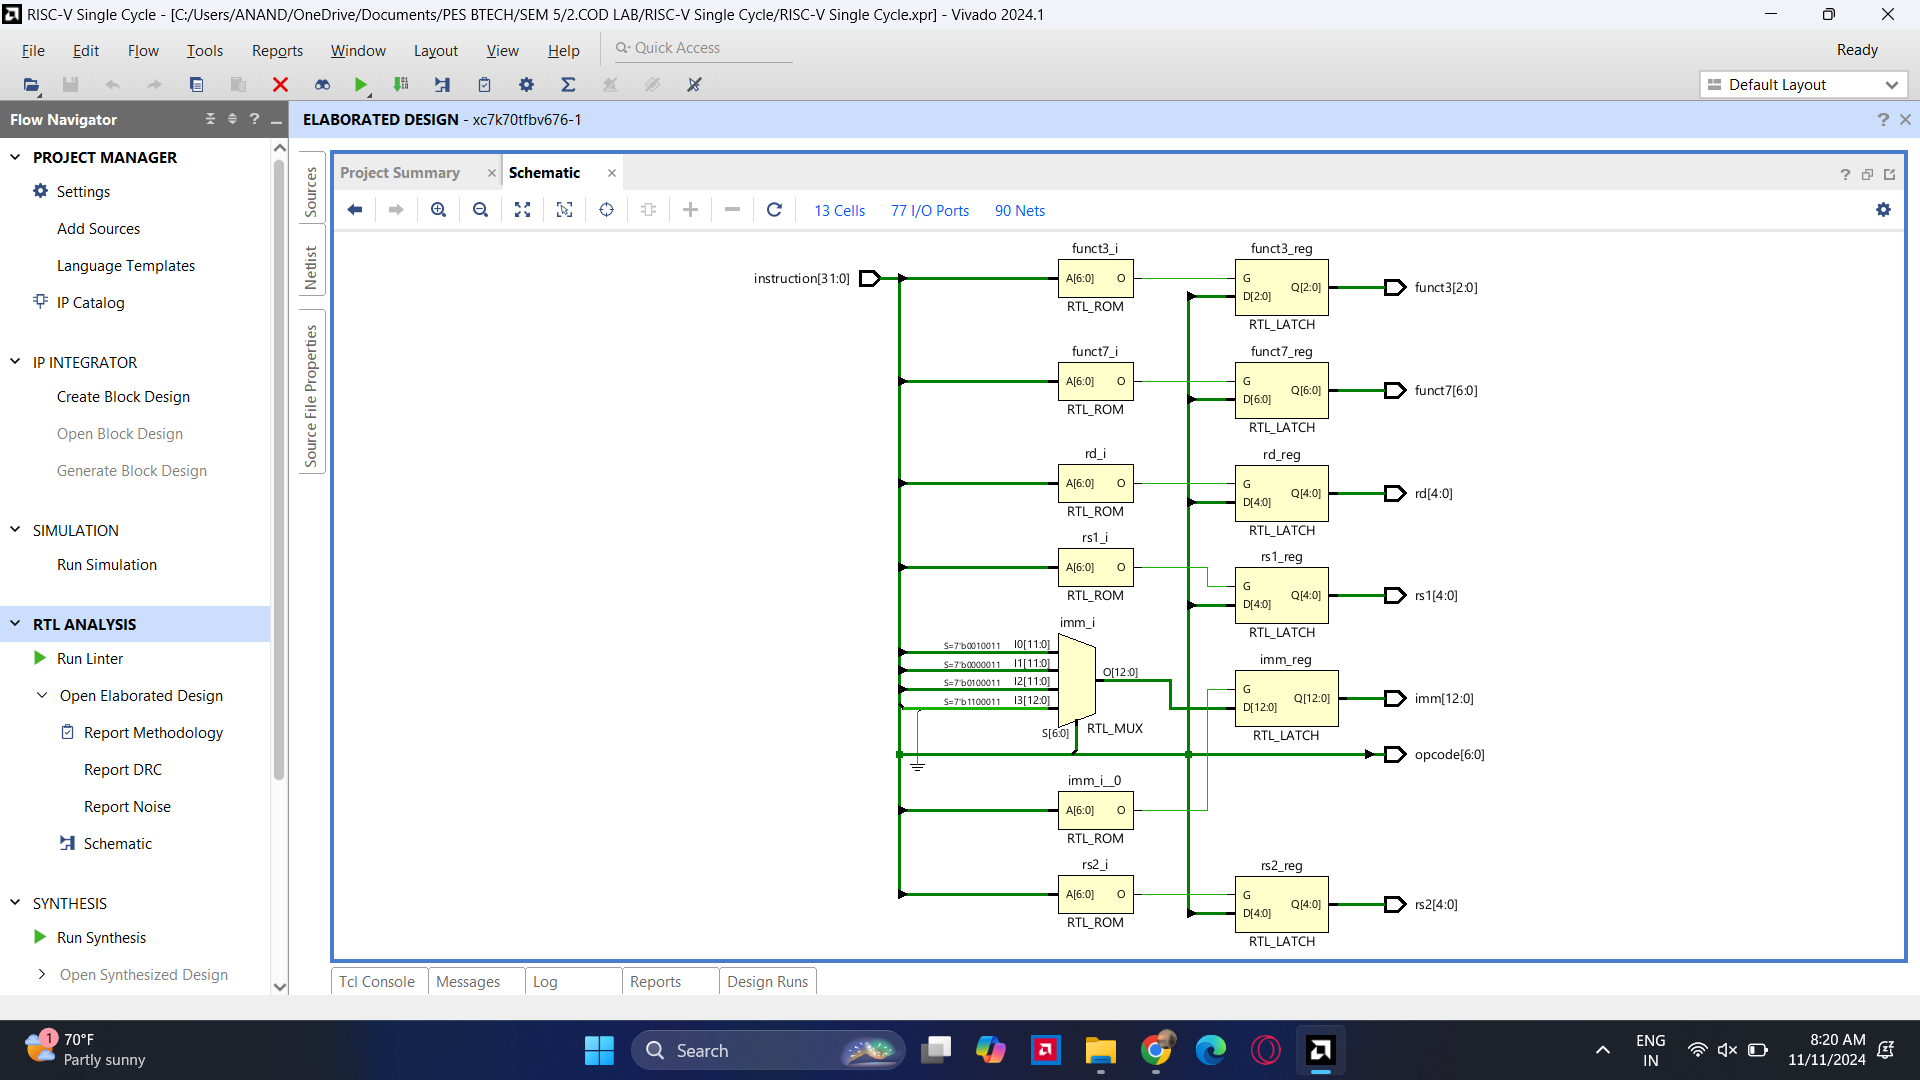 RISC-V Single Cycle - [C:/Users/ANAND/OneDrive/Documents/PES BTECH/SEM 5/2.COD LAB/RISC-V Single Cycle/RISC-V Single Cycle.xpr] - Vivado 2024.1
File Edit Flow Tools Reports Window Layout View Help Quick Access Ready
Default Layout
Flow Navigator
PROJECT MANAGER
Settings
Add Sources
Language Templates
IP Catalog
IP INTEGRATOR
Create Block Design
Open Block Design
Generate Block Design
SIMULATION
Run Simulation
RTL ANALYSIS
Run Linter
Open Elaborated Design
Report Methodology
Report DRC
Report Noise
Schematic
SYNTHESIS
Run Synthesis
Open Synthesized Design
ELABORATED DESIGN - xc7k70tfbv676-1
Sources
Netlist
Source File Properties
Project Summary Schematic
13 Cells 77 I/O Ports 90 Nets
funct3_i funct3_reg
instruction[31:0] A[6:0] O G Q[2:0] funct3[2:0]
D[2:0]
RTL_ROM RTL_LATCH
funct7_i funct7_reg
A[6:0] O G Q[6:0] funct7[6:0]
D[6:0]
RTL_ROM RTL_LATCH
rd_i rd_reg
A[6:0] O G Q[4:0] rd[4:0]
D[4:0]
RTL_ROM RTL_LATCH
rs1_i rs1_reg
A[6:0] O G Q[4:0] rs1[4:0]
D[4:0]
RTL_ROM RTL_LATCH
imm_i imm_reg
S=7'b0010011 I0[11:0]
S=7'b0000011 I1[11:0]
S=7'b0100011 I2[11:0]
S=7'b1100011 I3[12:0]
O[12:0] G Q[12:0] imm[12:0]
D[12:0]
S[6:0] RTL_MUX RTL_LATCH
opcode[6:0]
imm_i__0
A[6:0] O
RTL_ROM
rs2_i rs2_reg
A[6:0] O G Q[4:0] rs2[4:0]
D[4:0]
RTL_ROM RTL_LATCH
Tcl Console Messages Log Reports Design Runs
1
70°F
Partly sunny
Search
ENG
IN
8:20 AM
11/11/2024